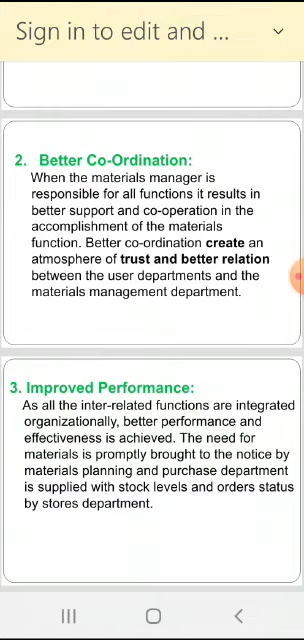 Sign in to edit and ...
2. Better Co-Ordination:
When the materials manager is
responsible for all functions it results in
better support and co-operation in the
accomplishment of the materials
function. Better co-ordination create an
atmosphere of trust and better relation
between the user departments and the
materials management department.
3. Improved Performance:
As all the inter-related functions are integrated
organizationally, better performance and
effectiveness is achieved. The need for
materials is promptly brought to the notice by
materials planning and purchase department
is supplied with stock levels and orders status
by stores department.